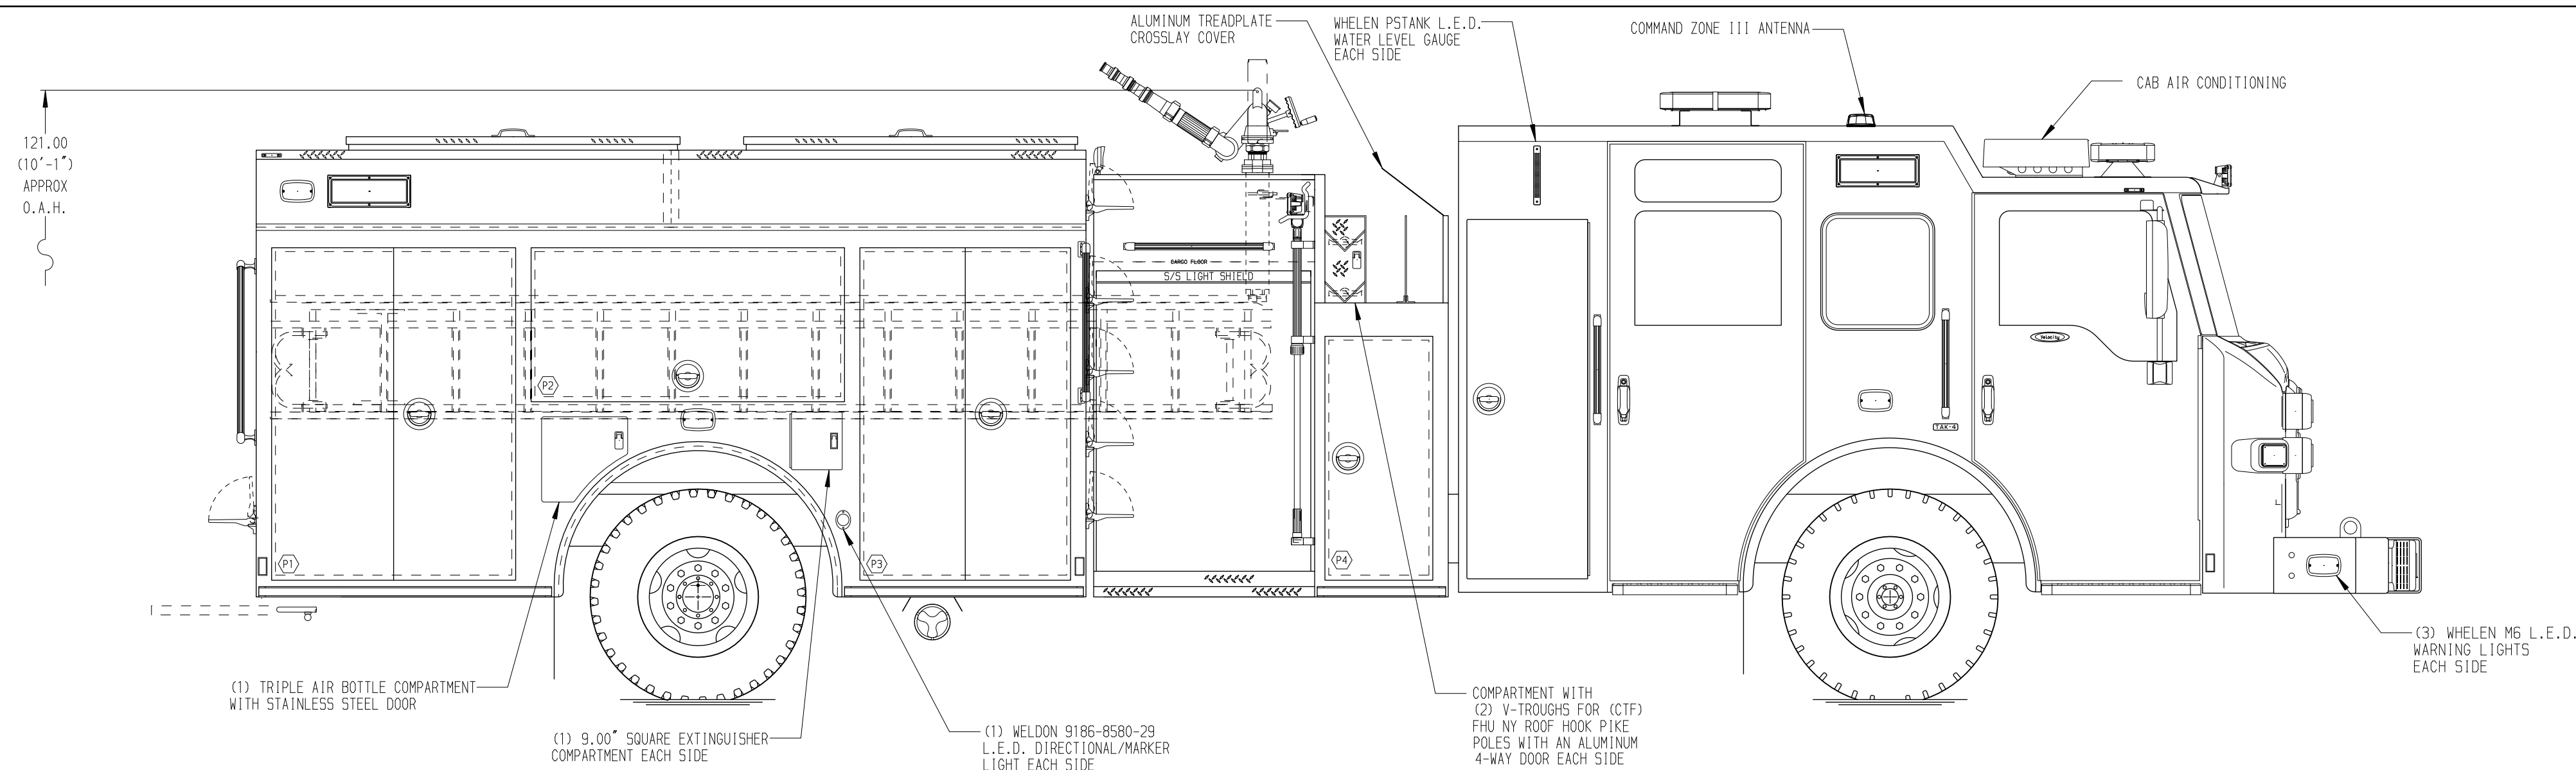 ALUMINUM TREADPLATE
CROSSLAY COVER
WHELEN PSTANK L.E.D.
WATER LEVEL GAUGE
EACH SIDE
COMMAND ZONE III ANTENNA
CAB AIR CONDITIONING
121.00
(10'-1")
APPROX
O.A.H.
CARGO FLOOR
S/S LIGHT SHIELD
Velocity
P2
TAK-4
P1
P3
P4
(3) WHELEN M6 L.E.D.
WARNING LIGHTS
EACH SIDE
(1) TRIPLE AIR BOTTLE COMPARTMENT
WITH STAINLESS STEEL DOOR
(1) 9.00" SQUARE EXTINGUISHER
COMPARTMENT EACH SIDE
(1) WELDON 9186-8580-29
L.E.D. DIRECTIONAL/MARKER
LIGHT EACH SIDE
COMPARTMENT WITH
(2) V-TROUGHS FOR (CTF)
FHU NY ROOF HOOK PIKE
POLES WITH AN ALUMINUM
4-WAY DOOR EACH SIDE